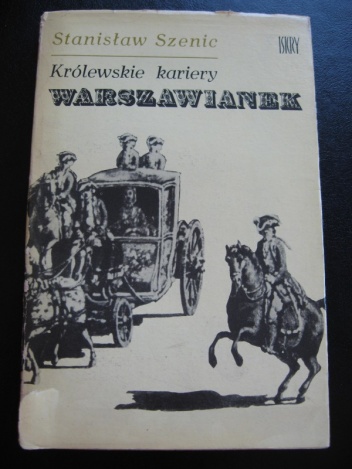 Stanisław Szenic
ISKRY
Królewskie kariery
WARSZAWIANEK